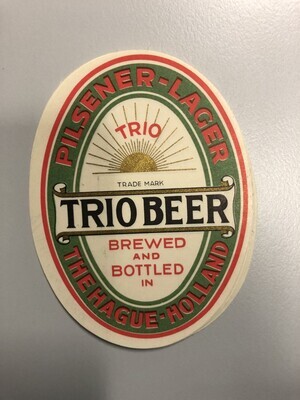 PILSENER-LAGER
TRIO
TRADE MARK
TRIO BEER
BREWED
AND
BOTTLED
IN
THE HAGUE-HOLLAND